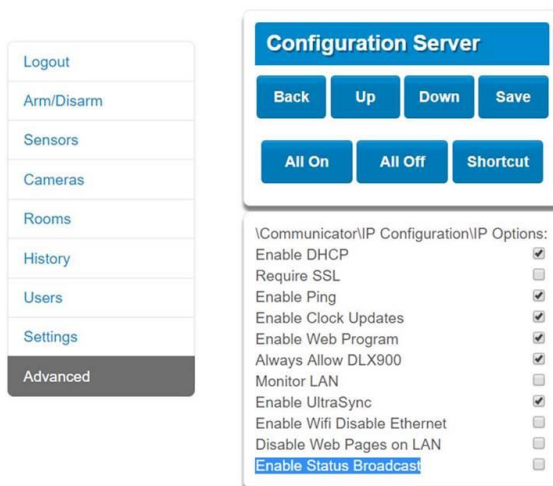 Logout
Arm/Disarm
Sensors
Cameras
Rooms
History
Users
Settings
Advanced
Configuration Server
Back Up Down Save
All On All Off Shortcut
\Communicator\IP Configuration\IP Options:
Enable DHCP
Require SSL
Enable Ping
Enable Clock Updates
Enable Web Program
Always Allow DLX900
Monitor LAN
Enable UltraSync
Enable Wifi Disable Ethernet
Disable Web Pages on LAN
Enable Status Broadcast